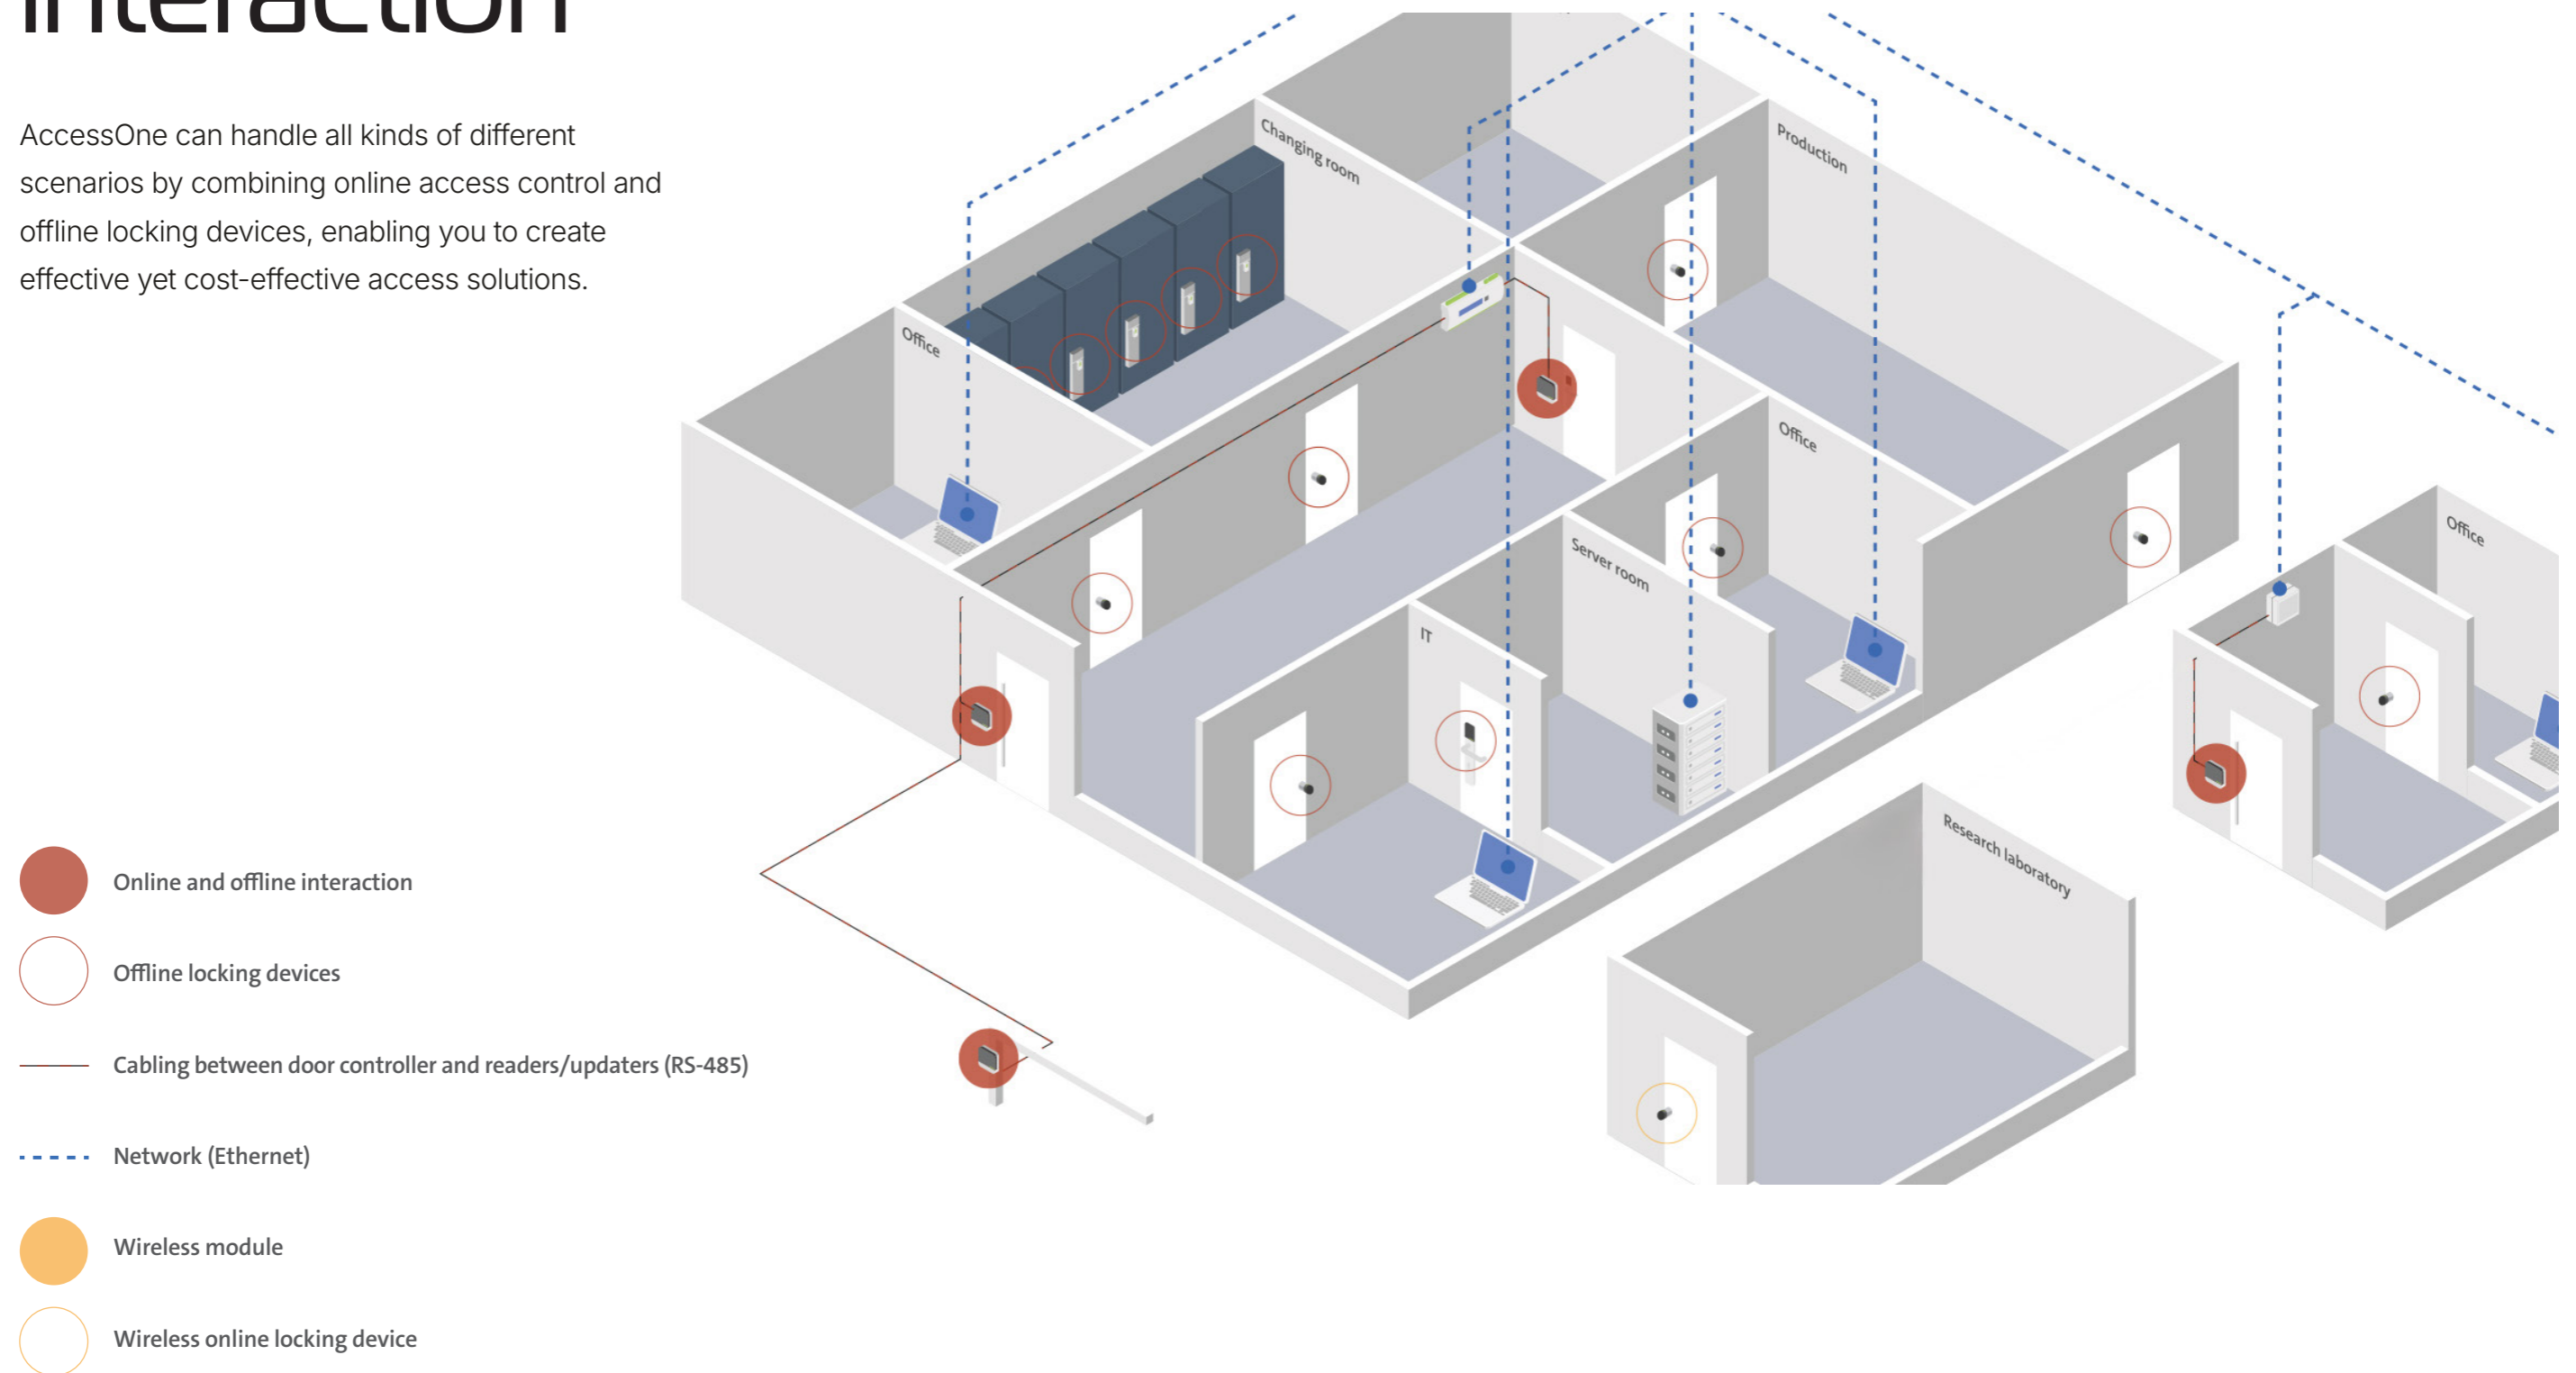 interaction
AccessOne can handle all kinds of different
scenarios by combining online access control and
offline locking devices, enabling you to create
effective yet cost-effective access solutions.
Changing room
Production
Office
Office
Server room
IT
Office
Research laboratory
Online and offline interaction
Offline locking devices
Cabling between door controller and readers/updaters (RS-485)
Network (Ethernet)
Wireless module
Wireless online locking device